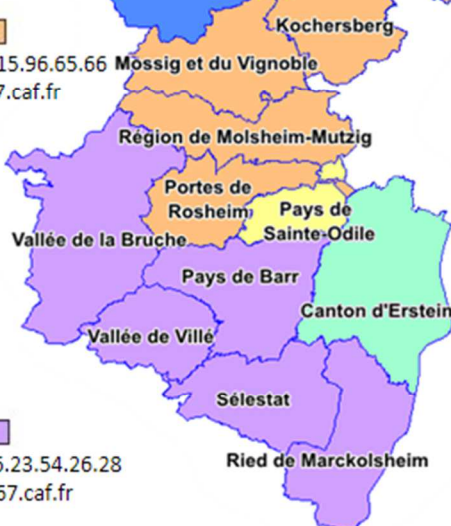 Kochersberg
15.96.65.66
Mossig et du Vignoble
7.caf.fr
Région de Molsheim-Mutzig
Portes de
Rosheim
Pays de
Sainte-Odile
Vallée de la Bruche
Pays de Barr
Canton d'Erstein
Vallée de Villé
Sélestat
5.23.54.26.28
Ried de Marckolsheim
67.caf.fr